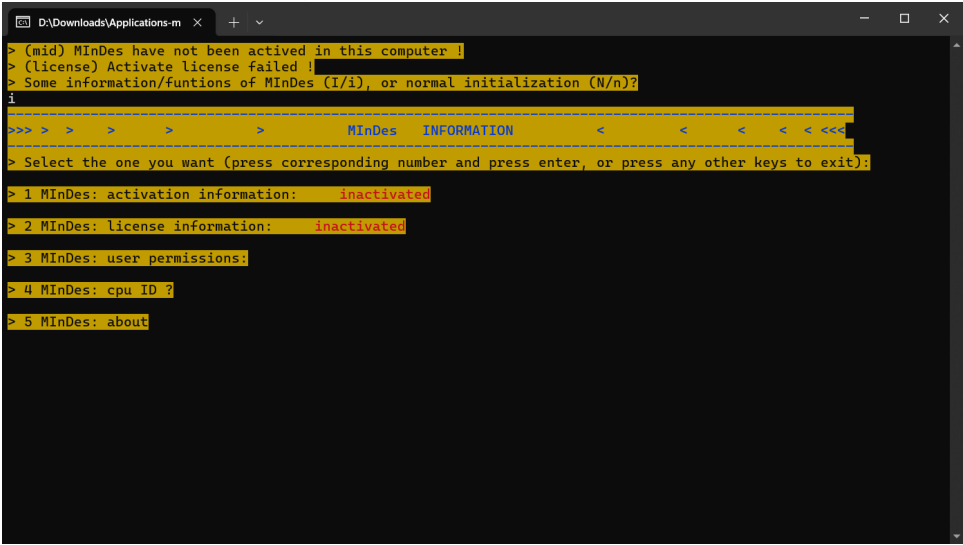 D:\Downloads\Applications-m
> (mid) MInDes have not been actived in this computer !
> (license) Activate license failed !
> Some information/funtions of MInDes (I/i), or normal initialization (N/n)?
i
------------------------------------------------------------------------------------------------------
>>> >  >    >      >          >          MInDes   INFORMATION          <         <      <    <  < <<<
------------------------------------------------------------------------------------------------------
> Select the one you want (press corresponding number and press enter, or press any other keys to exit):
> 1 MInDes: activation information:     inactivated
> 2 MInDes: license information:     inactivated
> 3 MInDes: user permissions:
> 4 MInDes: cpu ID ?
> 5 MInDes: about